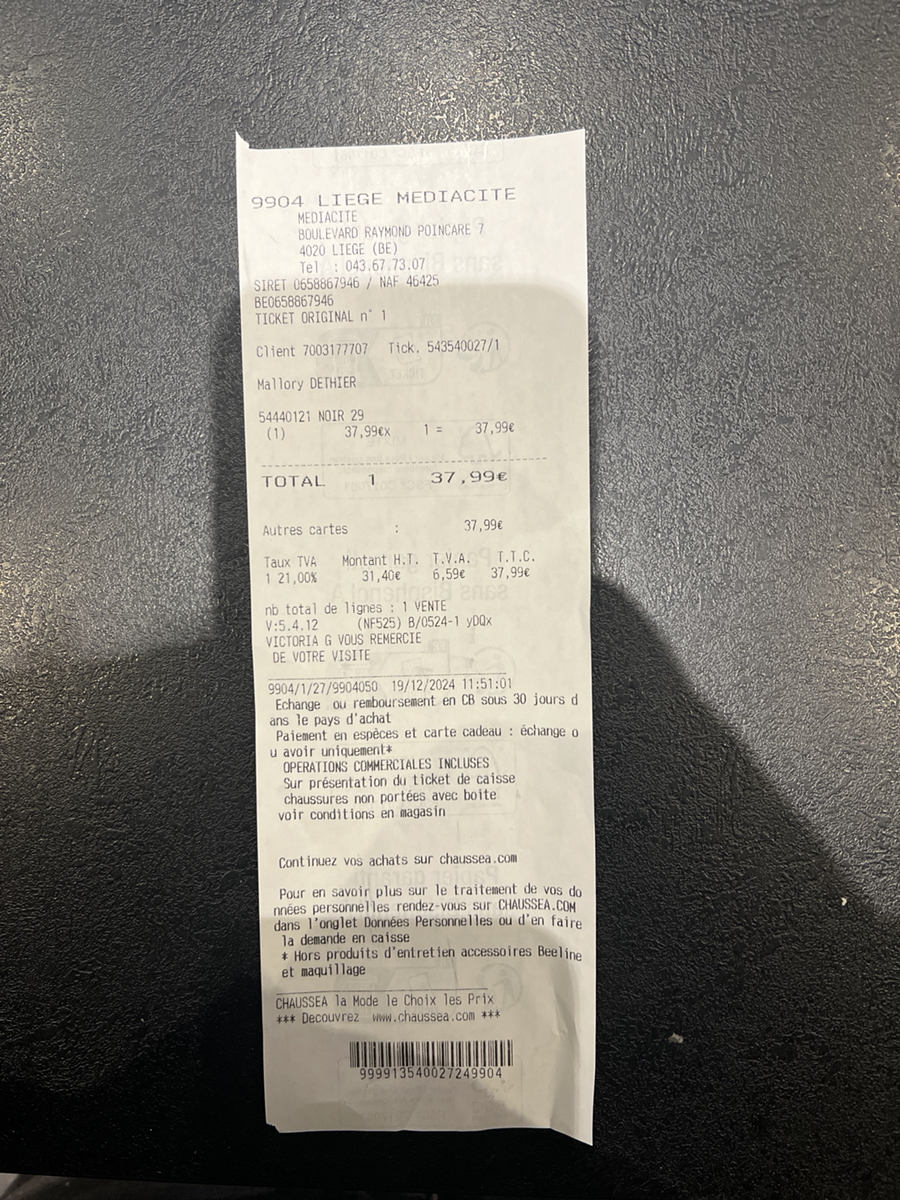 9904 LIEGE MEDIACITE
MEDIACITE
BOULEVARD RAYMOND POINCARE 7
4020 LIEGE (BE)
Tel : 043.67.73.07
SIRET 0658867946 / NAF 46425
BE0658867946
TICKET ORIGINAL n° 1
Client 7003177707 Tick. 543540027/1
Mallory DETHIER
54440121 NOIR 29
(1) 37,99€x 1 = 37,99€
TOTAL 1 37,99€
Autres cartes : 37,99€
Taux TVA Montant H.T. T.V.A. T.T.C.
1 21,00% 31,40€ 6,59€ 37,99€
nb total de lignes : 1 VENTE
V:5.4.12 (NF525) B/0524-1 yDQx
VICTORIA G VOUS REMERCIE
DE VOTRE VISITE
9904/1/27/9904050 19/12/2024 11:51:01
Echange ou remboursement en CB sous 30 jours d
ans le pays d'achat
Paiement en espèces et carte cadeau : échange o
u avoir uniquement*
OPERATIONS COMMERCIALES INCLUSES
Sur présentation du ticket de caisse
chaussures non portées avec boite
voir conditions en magasin
Continuez vos achats sur chaussea.com
Pour en savoir plus sur le traitement de vos do
nnées personnelles rendez-vous sur CHAUSSEA.COM
dans l'onglet Données Personnelles ou d'en faire
la demande en caisse
* Hors produits d'entretien accessoires Beeline
et maquillage
CHAUSSEA la Mode le Choix les Prix
*** Decouvrez www.chaussea.com ***
999913540027249904